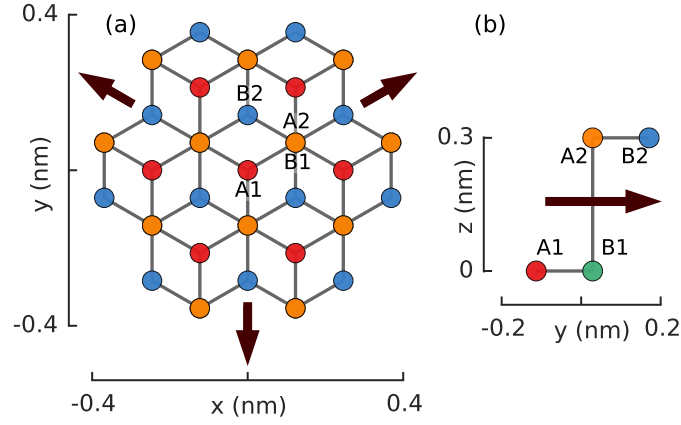 (a)
0.4
-0.4
y (nm)
B2
A2
B1
A1
-0.4
0.4
x (nm)
(b)
0.3
0
z (nm)
A2
B2
A1
B1
-0.2
0.2
y (nm)